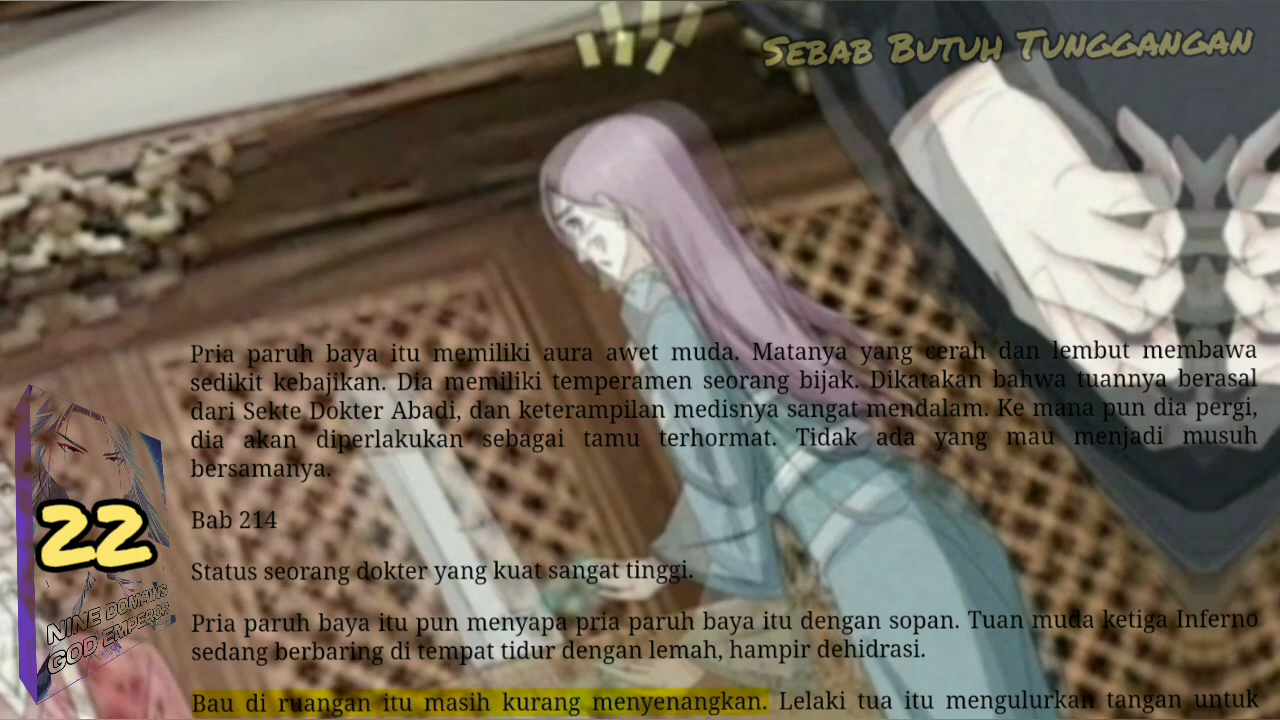 Sebab Butuh Tunggangan
Pria paruh baya itu memiliki aura awet muda. Matanya yang cerah dan lembut membawa
sedikit kebajikan. Dia memiliki temperamen seorang bijak. Dikatakan bahwa tuannya berasal
dari Sekte Dokter Abadi, dan keterampilan medisnya sangat mendalam. Ke mana pun dia pergi,
dia akan diperlakukan sebagai tamu terhormat. Tidak ada yang mau menjadi musuh
bersamanya.
Bab 214
Status seorang dokter yang kuat sangat tinggi.
Pria paruh baya itu pun menyapa pria paruh baya itu dengan sopan. Tuan muda ketiga Inferno
sedang berbaring di tempat tidur dengan lemah, hampir dehidrasi.
Bau di ruangan itu masih kurang menyenangkan. Lelaki tua itu mengulurkan tangan untuk
22
NINE DOMAINS
GOD EMPEROR